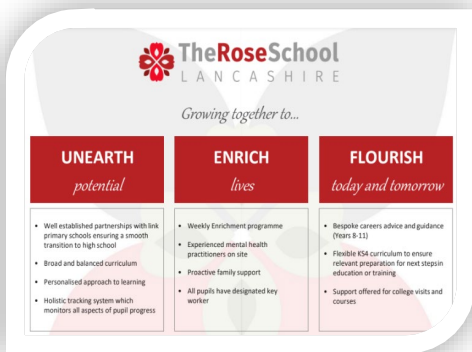 TheRoseSchool
LANCASHIRE
Growing together to...
UNEARTH
potential
• Well established partnerships with link
primary schools ensuring a smooth
transition to high school
• Broad and balanced curriculum
• Personalised approach to learning
• Holistic tracking system which
monitors all aspects of pupil progress
ENRICH
lives
• Weekly Enrichment programme
• Experienced mental health
practitioners on site
• Proactive family support
• All pupils have designated key
worker
FLOURISH
today and tomorrow
• Bespoke careers advice and guidance
(Years 8-11)
• Flexible KS4 curriculum to ensure
relevant preparation for next stepsin
education or training
• Support offered for college visits and
courses